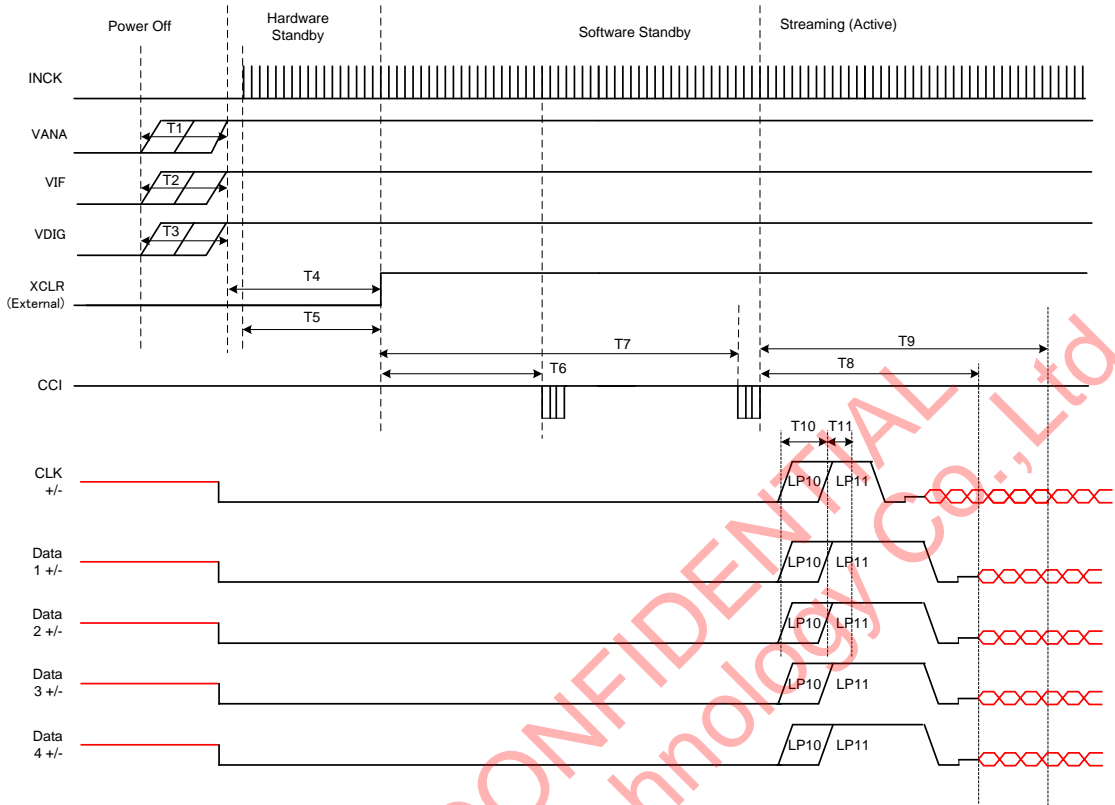 Power Off
Hardware
Standby
Software Standby
Streaming (Active)
INCK
VANA
T1
VIF
T2
VDIG
T3
XCLR
(External)
T4
T5
T9
T7
T8
T6
CCI
T10
T11
CLK
+/-
LP10
LP11
Data
1 +/-
LP10
LP11
Data
2 +/-
LP10
LP11
Data
3 +/-
LP10
LP11
Data
4 +/-
LP10
LP11
Co.,Ltd